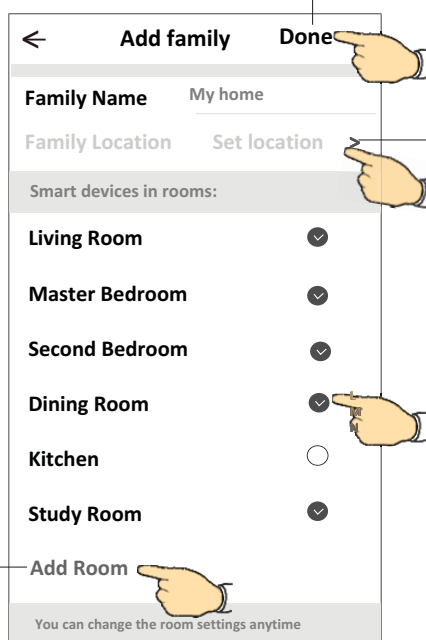 Add family Done
Family Name My home
Family Location Set location >
Smart devices in rooms:
Living Room
Master Bedroom
Second Bedroom
Dining Room
L
M
N
Kitchen
Study Room
Add Room
You can change the room settings anytime